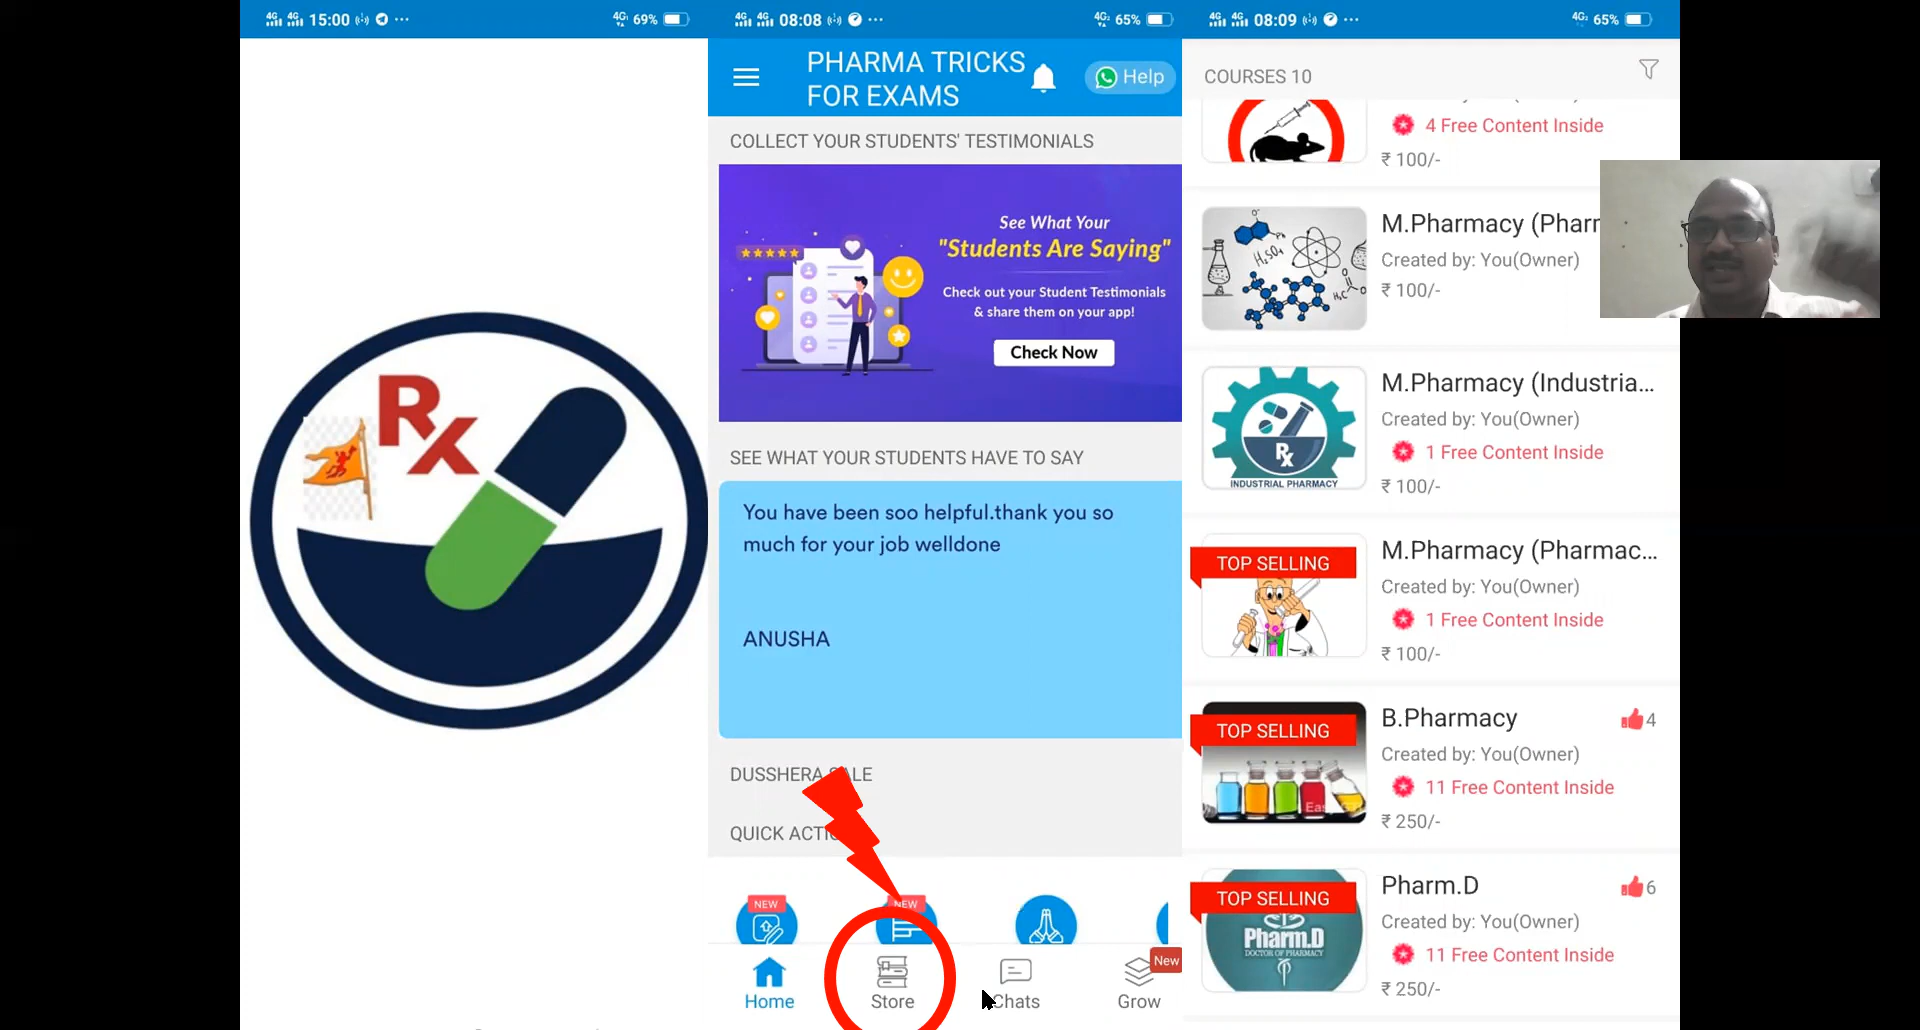 15:00
69%
Rx
08:08
4G
65%
PHARMA TRICKS
FOR EXAMS
Help
COLLECT YOUR STUDENTS' TESTIMONIALS
See What Your
"Students Are Saying"
Check out your Student Testimonials
& share them on your app!
Check Now
SEE WHAT YOUR STUDENTS HAVE TO SAY
You have been soo helpful.thank you so
much for your job welldone
ANUSHA
DUSSHERA SALE
QUICK ACTIO
NEW
NEW
Home
Store
Chats
Grow
New
08:09
4G
65%
COURSES 10
4 Free Content Inside
₹ 100/-
M.Pharmacy (Pharr
Created by: You(Owner)
₹ 100/-
H₂SO₄
M.Pharmacy (Industria...
Created by: You(Owner)
1 Free Content Inside
₹ 100/-
Rx
INDUSTRIAL PHARMACY
TOP SELLING
M.Pharmacy (Pharmac...
Created by: You(Owner)
1 Free Content Inside
₹ 100/-
TOP SELLING
B.Pharmacy
4
Created by: You(Owner)
11 Free Content Inside
₹ 250/-
TOP SELLING
Pharm.D
6
Created by: You(Owner)
11 Free Content Inside
₹ 250/-
Pharm.D
DOCTOR OF PHARMACY